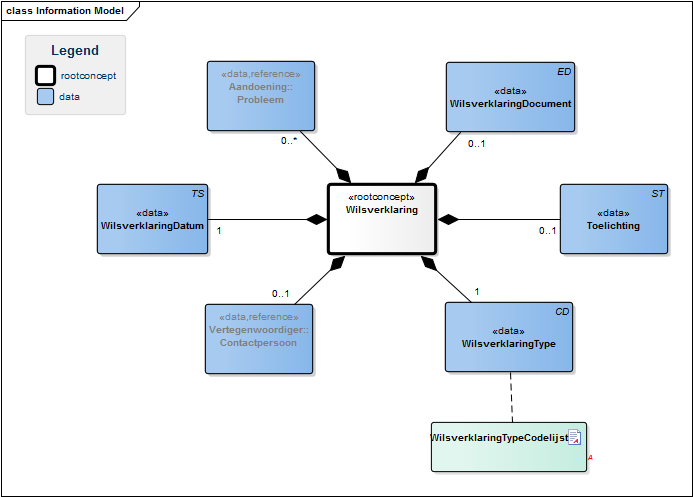 class Information Model
Legend
rootconcept
data
«data,reference»
Aandoening::
Probleem
0..*
ED
«data»
WilsverklaringDocument
0..1
TS
«data»
WilsverklaringDatum
1
«rootconcept»
Wilsverklaring
ST
«data»
Toelichting
0..1
«data,reference»
Vertegenwoordiger::
Contactpersoon
0..1
CD
«data»
WilsverklaringType
1
WilsverklaringTypeCodelijst
A